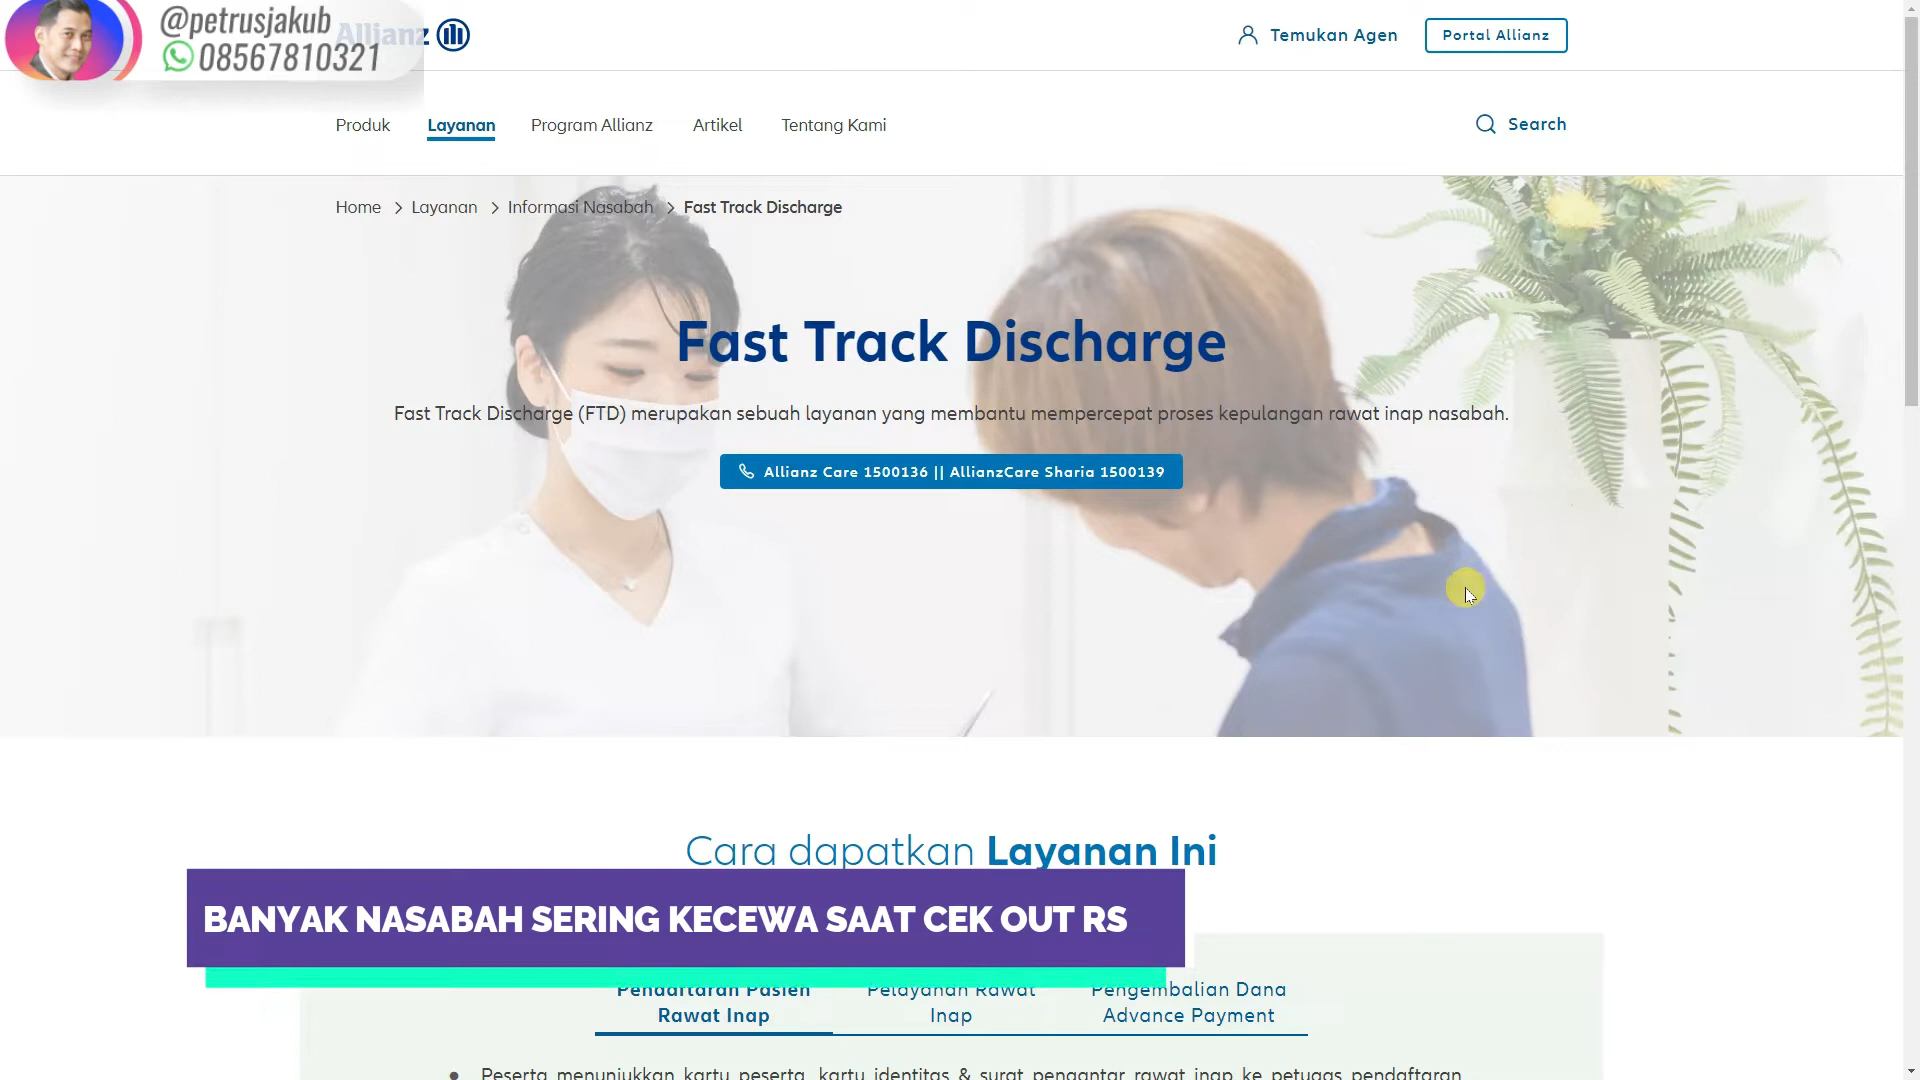 @petrusjakub
08567810321
Allianz
Temukan Agen
Portal Allianz
Produk
Layanan
Program Allianz
Artikel
Tentang Kami
Search
Home > Layanan > Informasi Nasabah > Fast Track Discharge
Fast Track Discharge
Fast Track Discharge (FTD) merupakan sebuah layanan yang membantu mempercepat proses kepulangan rawat inap nasabah.
Allianz Care 1500136 || AllianzCare Sharia 1500139
Cara dapatkan Layanan Ini
BANYAK NASABAH SERING KECEWA SAAT CEK OUT RS
Pendaftaran Pasien
Rawat Inap
Pelayanan Rawat
Inap
Pengembalian Dana
Advance Payment
• Peserta menunjukkan kartu peserta, kartu identitas & surat pengantar rawat inap ke petugas pendaftaran